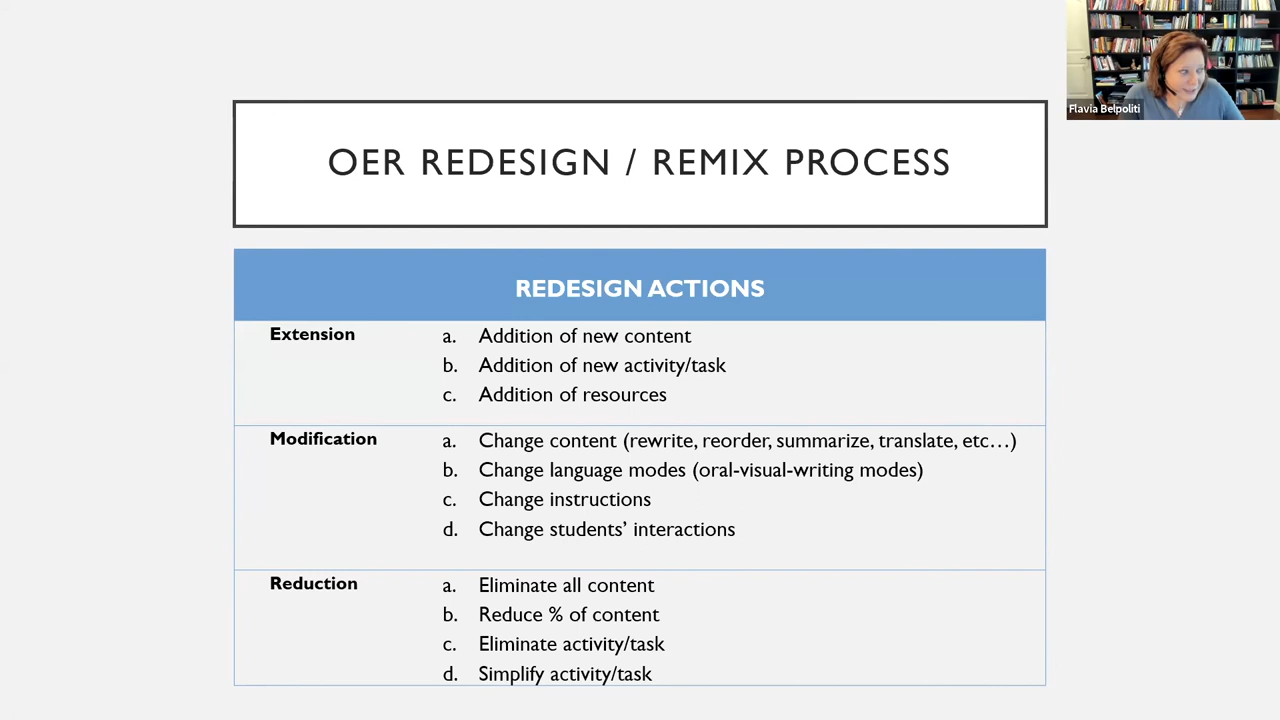 Flavia Belpoliti
OER REDESIGN / REMIX PROCESS
REDESIGN ACTIONS
Extension
a. Addition of new content
b. Addition of new activity/task
c. Addition of resources
Modification
a. Change content (rewrite, reorder, summarize, translate, etc…)
b. Change language modes (oral-visual-writing modes)
c. Change instructions
d. Change students’ interactions
Reduction
a. Eliminate all content
b. Reduce % of content
c. Eliminate activity/task
d. Simplify activity/task